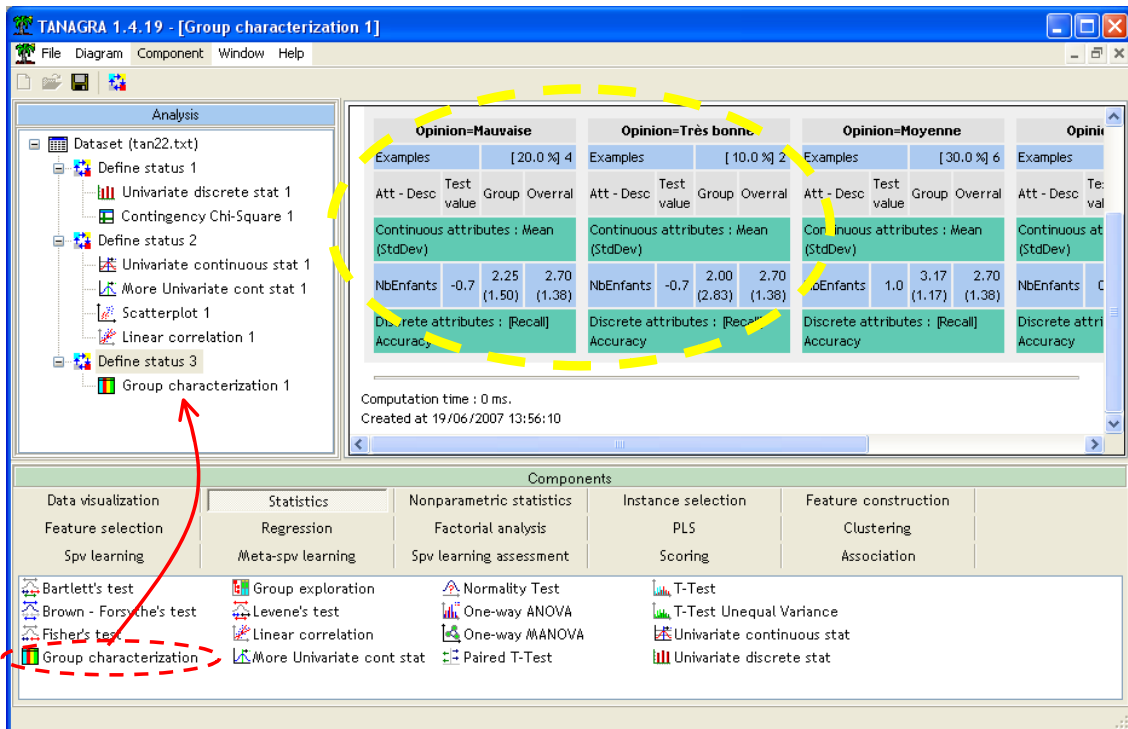 TANAGRA 1.4.19 - [Group characterization 1]
File Diagram Component Window Help
Analysis
Dataset (tan22.txt)
Define status 1
Univariate discrete stat 1
Contingency Chi-Square 1
Define status 2
Univariate continuous stat 1
More Univariate cont stat 1
Scatterplot 1
Linear correlation 1
Define status 3
Group characterization 1
Opinion=Mauvaise Opinion=Très bonne Opinion=Moyenne Opinio
Examples [ 20.0 %] 4 Examples [ 10.0 %] 2 Examples [ 30.0 %] 6 Examples
Att - Desc Test value Group Overral Att - Desc Test value Group Overral Att - Desc Test value Group Overral Att - Desc
Continuous attributes : Mean Continuous attributes : Mean Continuous attributes : Mean Continuous at
(StdDev) (StdDev) (StdDev) (StdDev)
NbEnfants -0.7 2.25 (1.50) 2.70 (1.38) NbEnfants -0.7 2.00 (2.83) 2.70 (1.38) NbEnfants 1.0 3.17 (1.17) 2.70 (1.38) NbEnfants
Discrete attributes : [Recall] Discrete attributes : [Recall] Discrete attributes : [Recall] Discrete attri
Accuracy Accuracy Accuracy Accuracy
Computation time : 0 ms.
Created at 19/06/2007 13:56:10
Components
Data visualization Statistics Nonparametric statistics Instance selection Feature construction
Feature selection Regression Factorial analysis PLS Clustering
Spv learning Meta-spv learning Spv learning assessment Scoring Association
Bartlett's test Group exploration Normality Test T-Test
Brown - Forsythe's test Levene's test One-way ANOVA T-Test Unequal Variance
Fisher's test Linear correlation One-way MANOVA Univariate continuous stat
Group characterization More Univariate cont stat Paired T-Test Univariate discrete stat